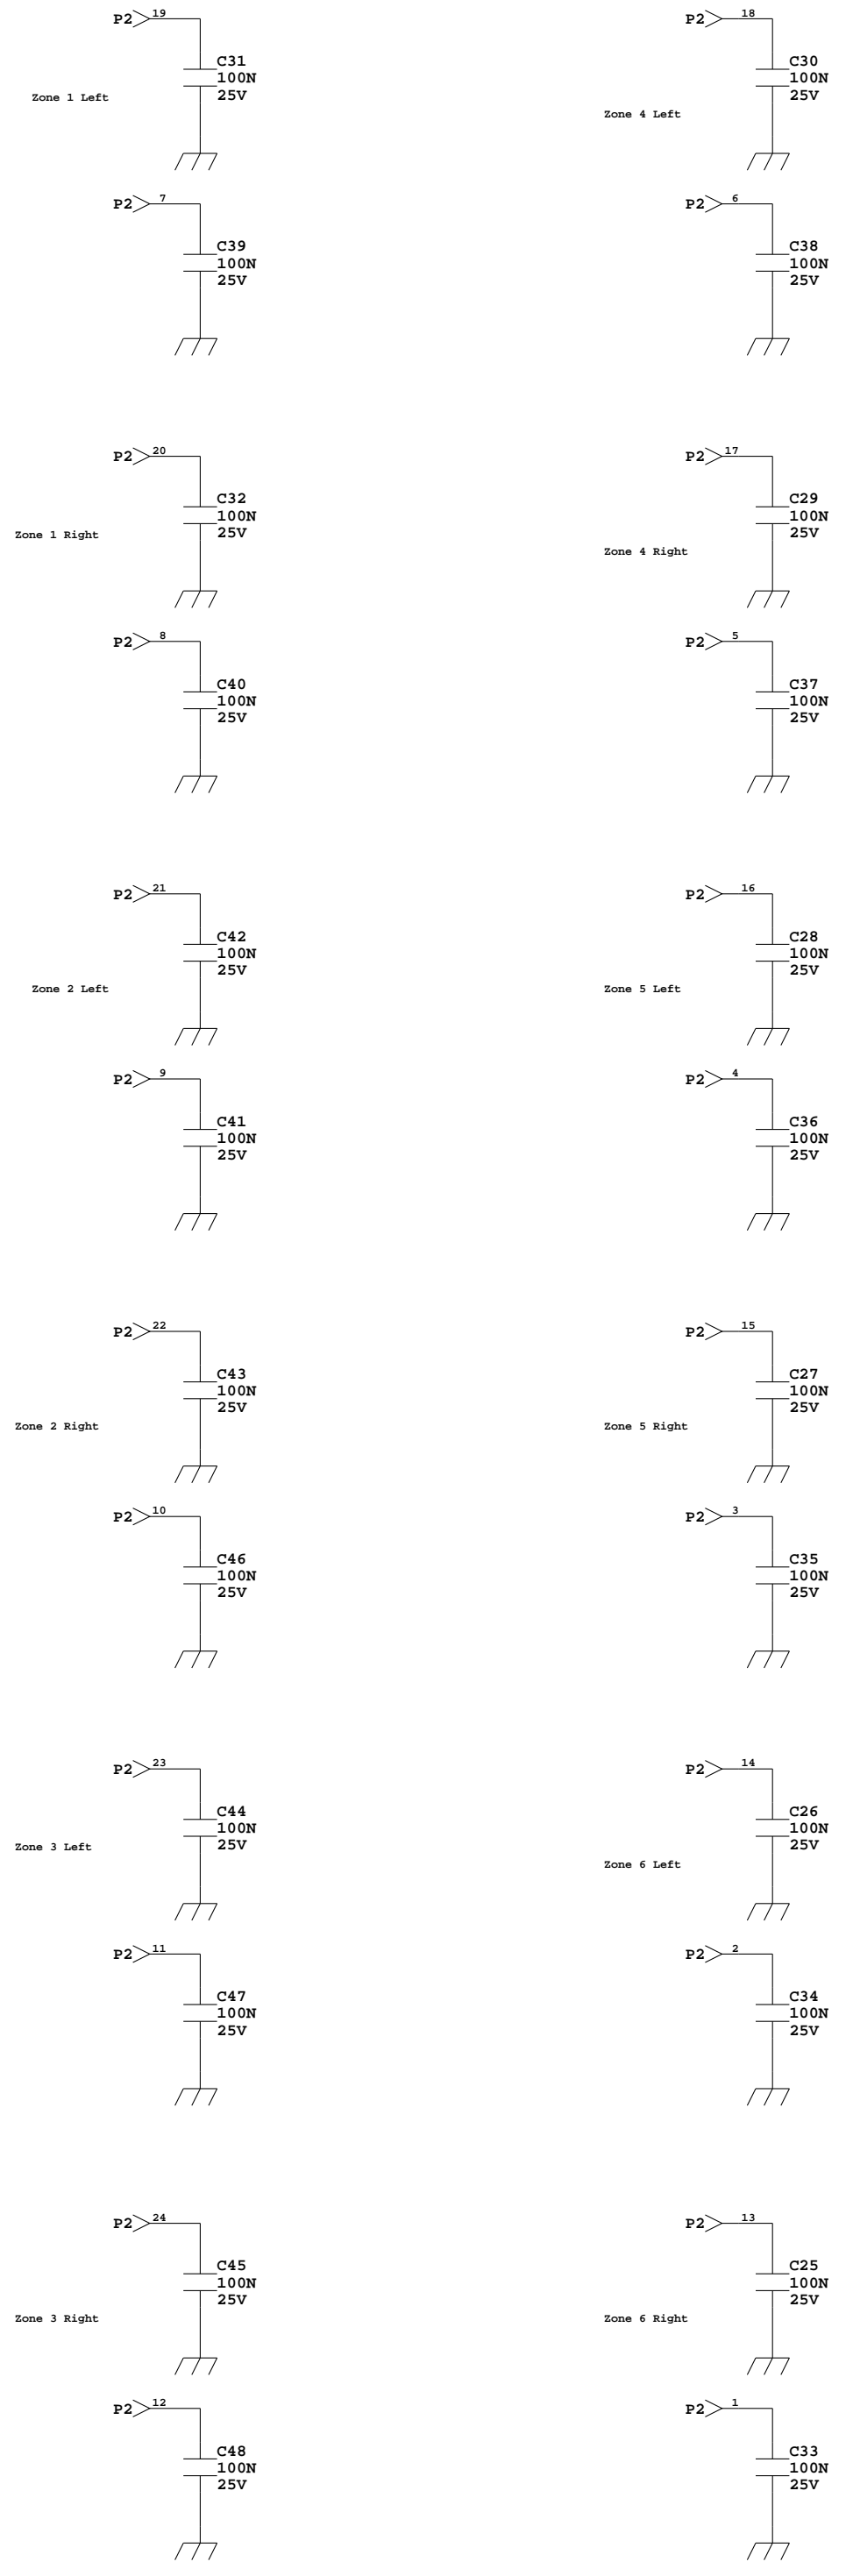 P2 19
C31
100N
25V
Zone 1 Left
P2 7
C39
100N
25V
P2 20
C32
100N
25V
Zone 1 Right
P2 8
C40
100N
25V
P2 21
C42
100N
25V
Zone 2 Left
P2 9
C41
100N
25V
P2 22
C43
100N
25V
Zone 2 Right
P2 10
C46
100N
25V
P2 23
C44
100N
25V
Zone 3 Left
P2 11
C47
100N
25V
P2 24
C45
100N
25V
Zone 3 Right
P2 12
C48
100N
25V
P2 18
C30
100N
25V
Zone 4 Left
P2 6
C38
100N
25V
P2 17
C29
100N
25V
Zone 4 Right
P2 5
C37
100N
25V
P2 16
C28
100N
25V
Zone 5 Left
P2 4
C36
100N
25V
P2 15
C27
100N
25V
Zone 5 Right
P2 3
C35
100N
25V
P2 14
C26
100N
25V
Zone 6 Left
P2 2
C34
100N
25V
P2 13
C25
100N
25V
Zone 6 Right
P2 1
C33
100N
25V